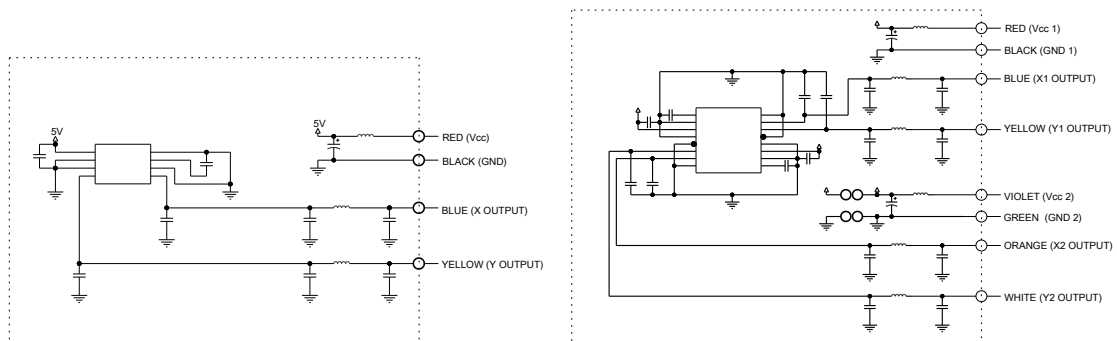 5V
5V
RED (Vcc)
BLACK (GND)
BLUE (X OUTPUT)
YELLOW (Y OUTPUT)
RED (Vcc 1)
BLACK (GND 1)
BLUE (X1 OUTPUT)
YELLOW (Y1 OUTPUT)
VIOLET (Vcc 2)
GREEN (GND 2)
ORANGE (X2 OUTPUT)
WHITE (Y2 OUTPUT)